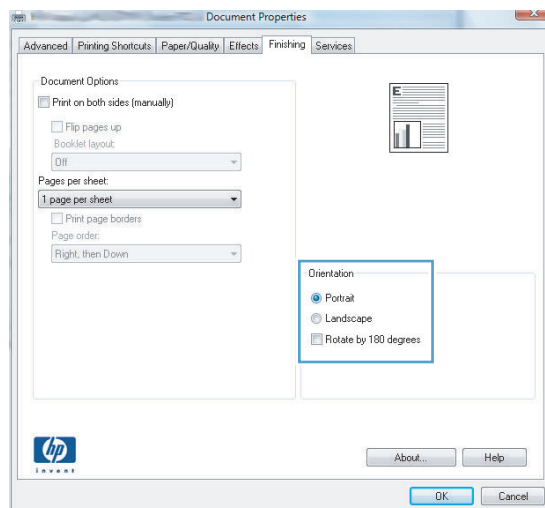 Document Properties
Advanced
Printing Shortcuts
Paper/Quality
Effects
Finishing
Services
Document Options
Print on both sides (manually)
Flip pages up
Booklet layout:
Off
Pages per sheet:
1 page per sheet
Print page borders
Page order:
Right, then Down
E
Orientation
Portrait
Landscape
Rotate by 180 degrees
hp
invent
About...
Help
OK
Cancel